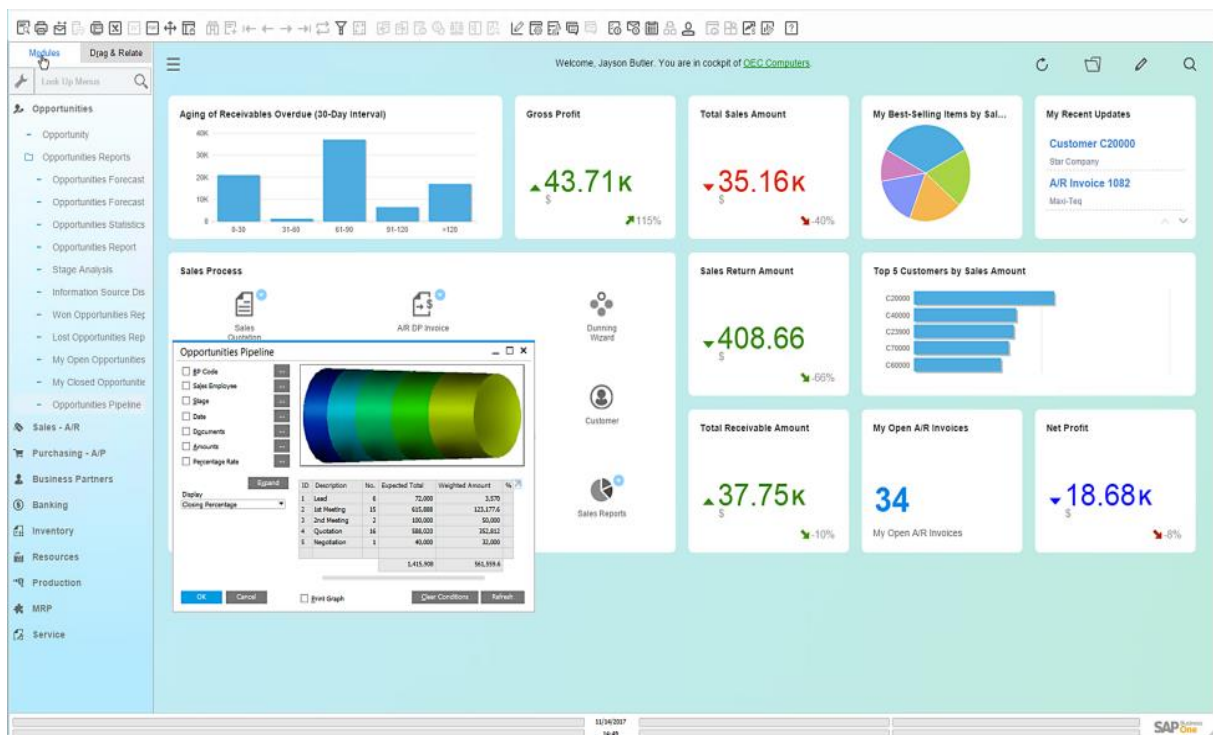 Modules Drag & Relate
Look Up Menus
Opportunities
Opportunity
Opportunities Reports
Opportunities Forecast
Opportunities Forecast
Opportunities Statistics
Opportunities Report
Stage Analysis
Information Source Dis
Won Opportunities Rep
Lost Opportunities Rep
My Open Opportunities
My Closed Opportunitie
Opportunities Pipeline
Sales - A/R
Purchasing - A/P
Business Partners
Banking
Inventory
Resources
Production
MRP
Service
Welcome, Jayson Butler. You are in cockpit of OEC Computers.
Aging of Receivables Overdue (30-Day Interval)
40K
30K
20K
10K
0
0-30 31-60 61-90 91-120 +120
Gross Profit
43.71K
$
115%
Total Sales Amount
35.16K
$
-40%
My Best-Selling Items by Sal...
My Recent Updates
Customer C20000
Star Company
A/R Invoice 1082
Maxi-Teq
Sales Process
Sales
Quotation
A/R DP Invoice
Dunning
Wizard
Customer
Sales Reports
Sales Return Amount
408.66
$
-66%
Top 5 Customers by Sales Amount
C20000
C40000
C23900
C70000
C60000
Total Receivable Amount
37.75K
$
-10%
My Open A/R Invoices
34
My Open A/R Invoices
Net Profit
18.68K
$
-8%
Opportunities Pipeline
BP Code
Sales Employee
Stage
Date
Documents
Amounts
Percentage Rate
Expand
Display
Closing Percentage
ID Description No. Expected Total Weighted Amount %
1 Lead 6 72,000 3,570
2 1st Meeting 15 615,888 123,177.6
3 2nd Meeting 2 100,000 50,000
4 Quotation 16 588,020 352,812
5 Negotiation 1 40,000 32,000
1,415,908 561,559.6
OK Cancel Print Graph Clear Conditions Refresh
11/14/2017
16:45
SAP Business One